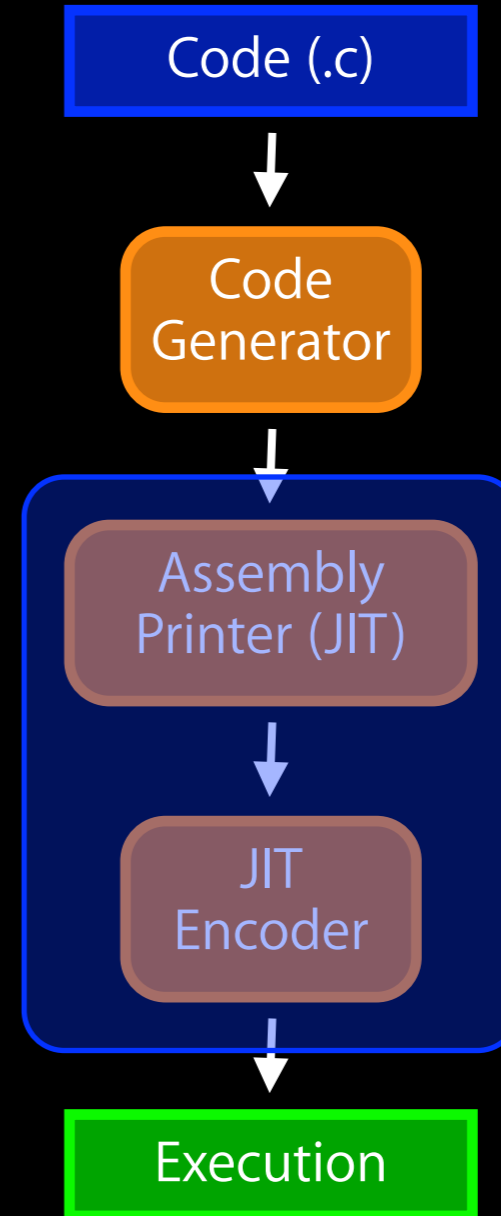 Code (.c)
Code
Generator
Assembly
Printer (JIT)
JIT
Encoder
Execution